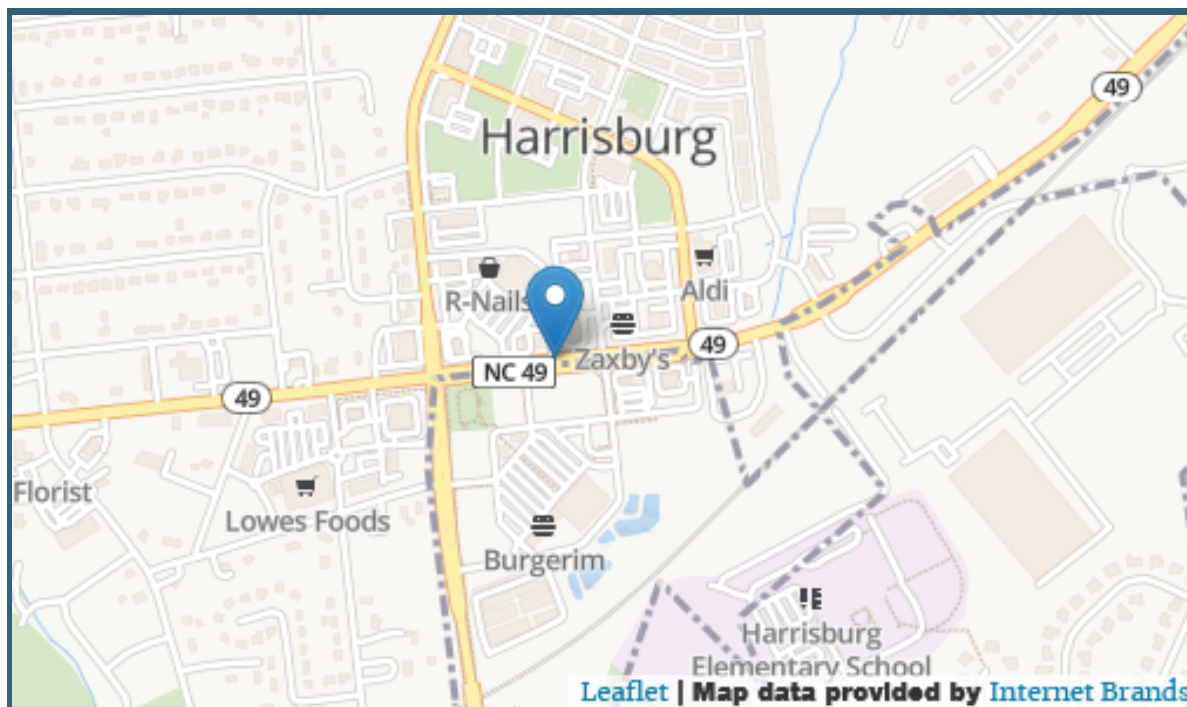 49
Harrisburg
R-Nails
Aldi
NC 49
Zaxby's
49
49
Florist
Lowes Foods
Burgerim
Harrisburg
Elementary School
Leaflet | Map data provided by Internet Brands